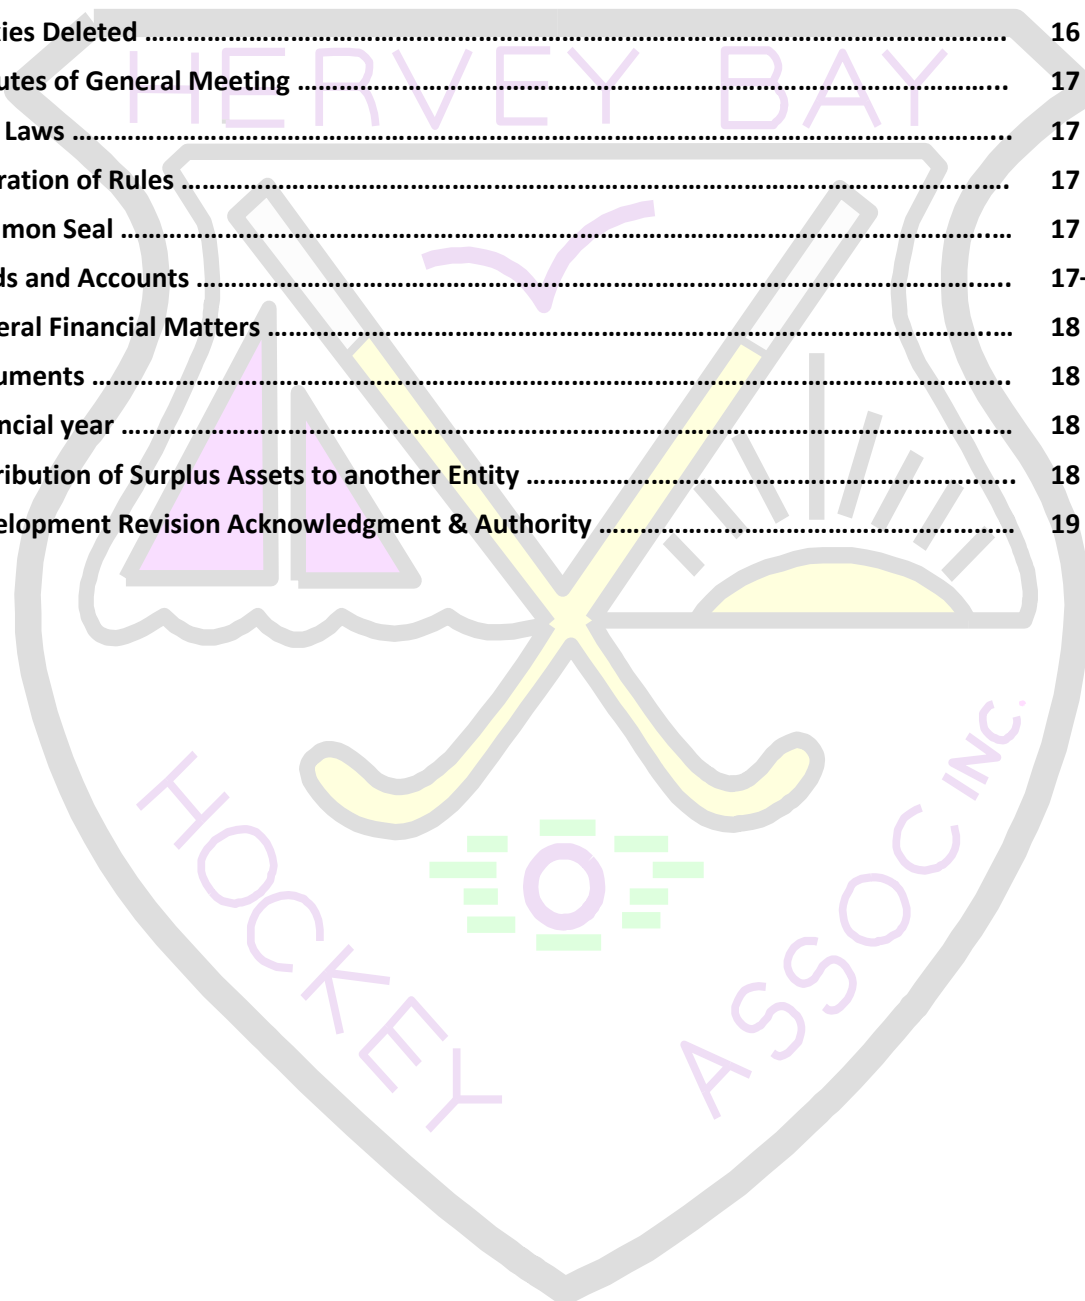 xies Deleted ........................................................................................................ 16
utes of General Meeting ........................................................................................ 17
Laws ................................................................................................................. 17
ration of Rules .................................................................................................... 17
mon Seal ............................................................................................................ 17
ds and Accounts .................................................................................................. 17-
eral Financial Matters .......................................................................................... 18
uments ............................................................................................................... 18
ncial year ............................................................................................................ 18
ribution of Surplus Assets to another Entity ............................................................ 18
elopment Revision Acknowledgment & Authority .................................................... 19
HERVEY BAY
HOCKEY
ASSOC INC.